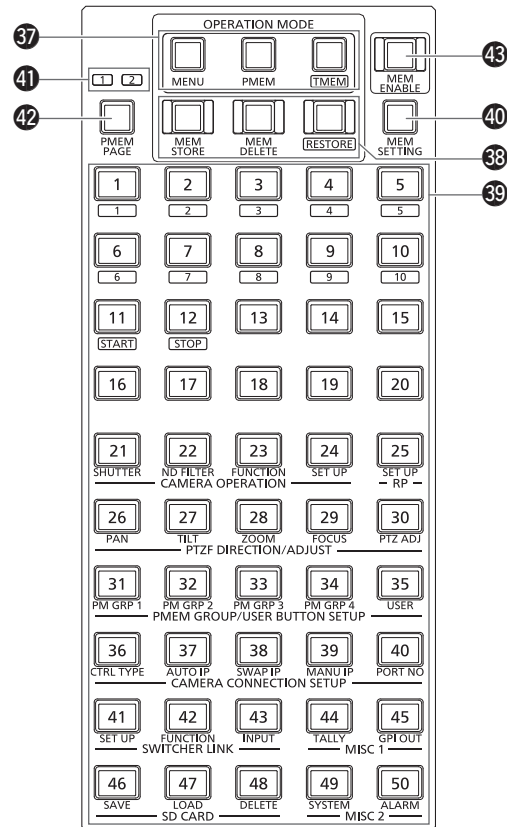 OPERATION MODE
37
43
41
1 2
MENU PMEM TMEM
MEM ENABLE
42
40
PMEM PAGE
MEM STORE
MEM DELETE
RESTORE
MEM SETTING
38
39
1 2 3 4 5
1 2 3 4 5
6 7 8 9 10
6 7 8 9 10
11 12 13 14 15
START STOP
16 17 18 19 20
21 22 23 24 25
SHUTTER ND FILTER FUNCTION SET UP SET UP
CAMERA OPERATION RP
26 27 28 29 30
PAN TILT ZOOM FOCUS PTZ ADJ
PTZF DIRECTION/ADJUST
31 32 33 34 35
PM GRP 1 PM GRP 2 PM GRP 3 PM GRP 4 USER
PMEM GROUP/USER BUTTON SETUP
36 37 38 39 40
CTRL TYPE AUTO IP SWAP IP MANU IP PORT NO
CAMERA CONNECTION SETUP
41 42 43 44 45
SET UP FUNCTION INPUT TALLY GPI OUT
SWITCHER LINK MISC 1
46 47 48 49 50
SAVE LOAD DELETE SYSTEM ALARM
SD CARD MISC 2